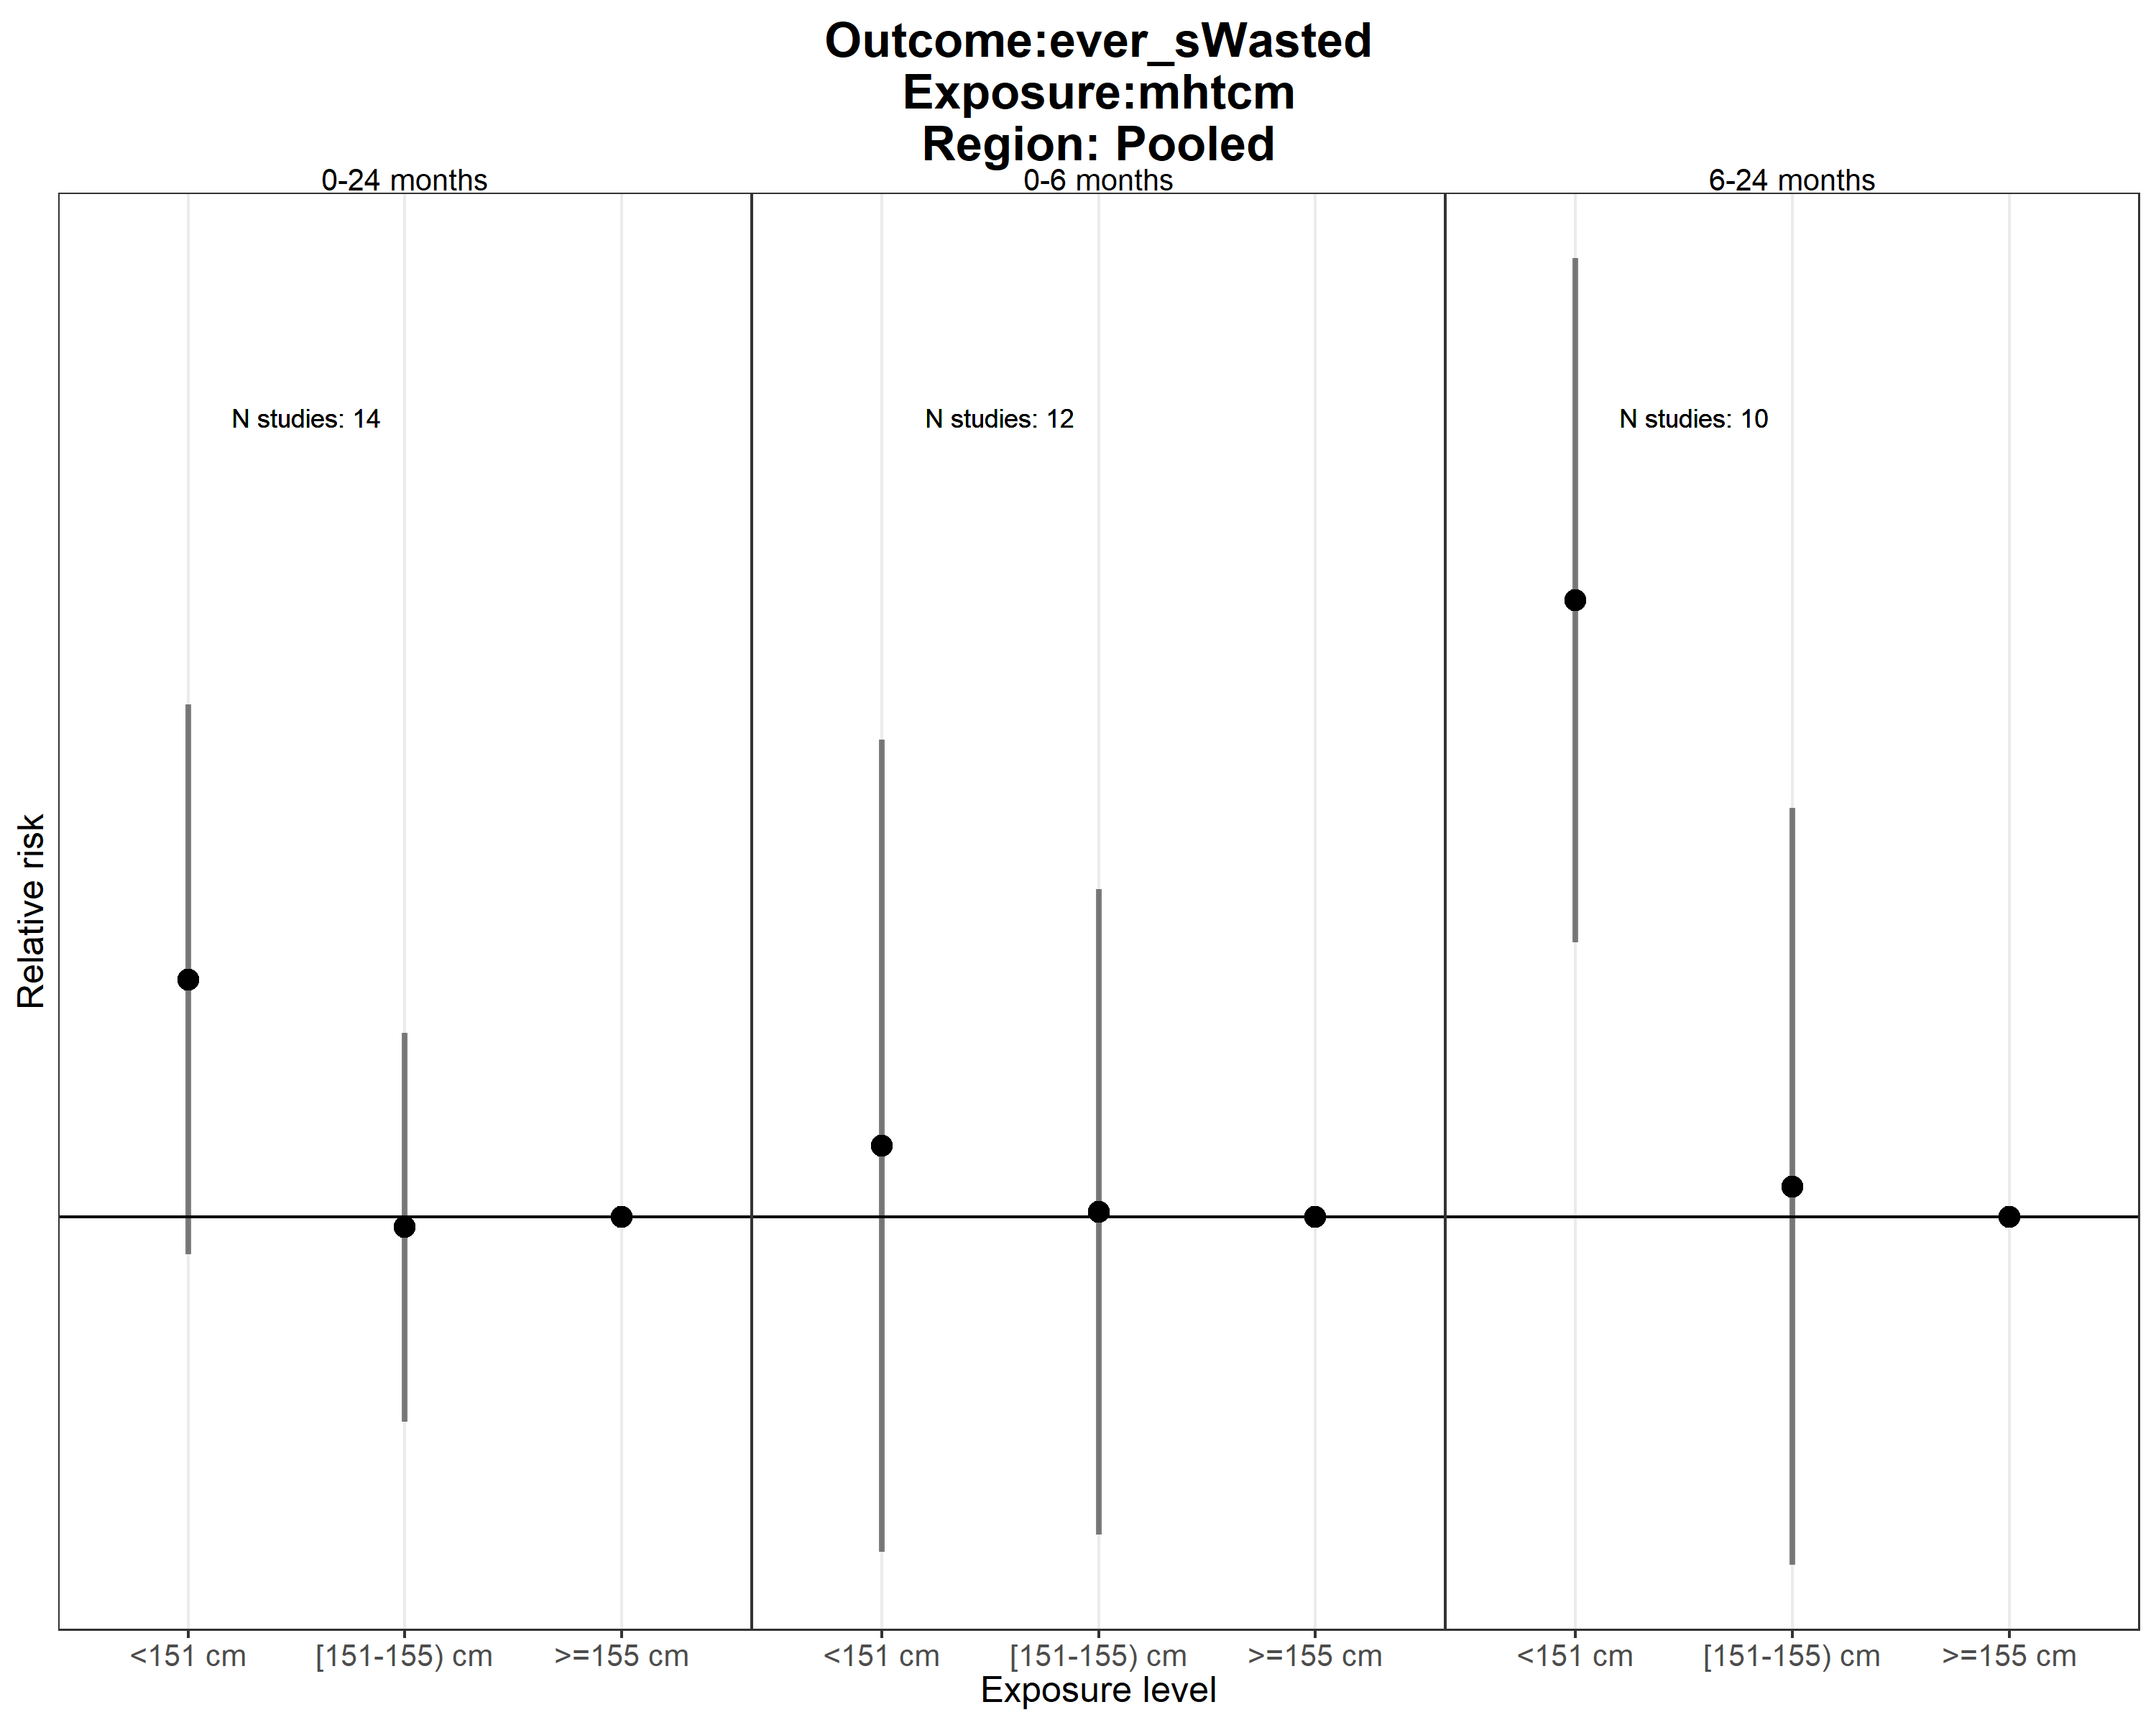 Outcome:ever_sWasted
Exposure:mhtcm
Region: Pooled
0-24 months
0-6 months
6-24 months
N studies: 14
N studies: 12
N studies: 10
Relative risk
<151 cm
[151-155) cm
>=155 cm
<151 cm
[151-155) cm
>=155 cm
<151 cm
[151-155) cm
>=155 cm
Exposure level